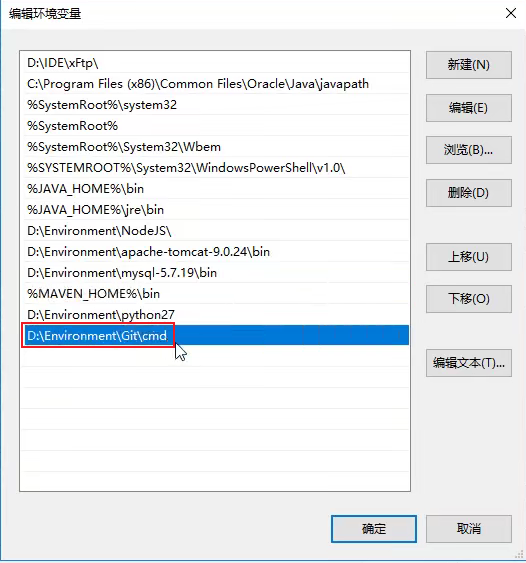 编辑环境变量
D:\IDE\xFtp\
C:\Program Files (x86)\Common Files\Oracle\Java\javapath
%SystemRoot%\system32
%SystemRoot%
%SystemRoot%\System32\Wbem
%SYSTEMROOT%\System32\WindowsPowerShell\v1.0\
%JAVA_HOME%\bin
%JAVA_HOME%\jre\bin
D:\Environment\NodeJS\
D:\Environment\apache-tomcat-9.0.24\bin
D:\Environment\mysql-5.7.19\bin
%MAVEN_HOME%\bin
D:\Environment\python27
D:\Environment\Git\cmd
新建(N)
编辑(E)
浏览(B)...
删除(D)
上移(U)
下移(O)
编辑文本(T)...
确定
取消